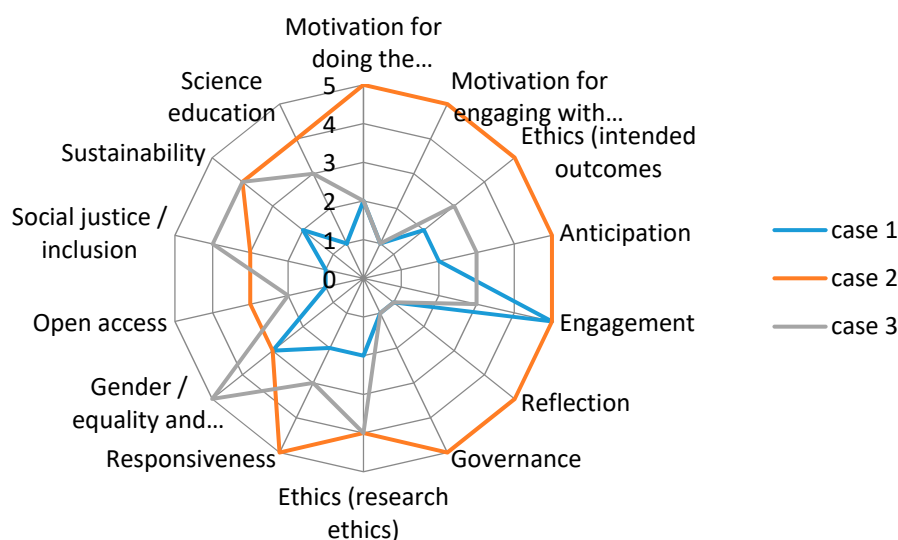 Motivation for
doing the…
Motivation for
engaging with…
Ethics (intended
outcomes
Anticipation
Engagement
Reflection
Governance
Ethics (research
ethics)
Responsiveness
Gender /
equality and…
Open access
Social justice /
inclusion
Sustainability
Science
education
5
4
3
2
1
0
case 1
case 2
case 3